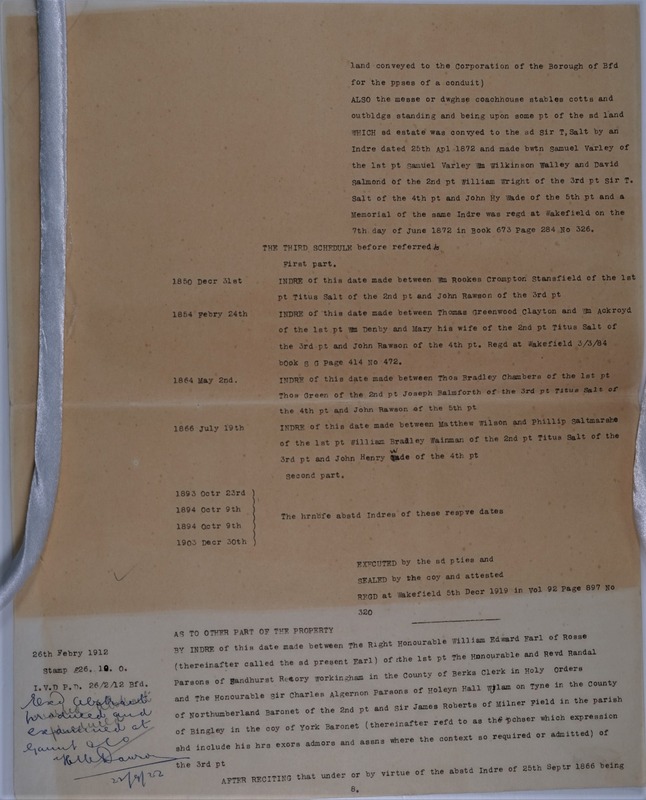 land conveyed to the Corporation of the Borough of Bfd
for the ppses of a conduit)
ALSO the messe or dwghse coachhouse stables cotts and
outbldgs standing and being upon some pt of the sd land
WHICH sd estate was convyed to the sd Sir T,Salt by an
Indre dated 25th Apl 1872 and made bwtn Samuel Varley of
the 1st pt Samuel Varley Wm Wilkinson Walley and David
Salmond of the 2nd pt William Wright of the 3rd pt Sir T.
Salt of the 4th pt and John Hy Wade of the 5th pt and a
Memorial of the same Indre was regd at Wakefield on the
7th day of June 1872 in Book 673 Page 284 No 326.
THE THIRD SCHEDULE before referred
First part.
1850 Decr 31st INDRE of this date made between Wm Rookes Crompton Stansfield of the 1st
pt Titus Salt of the 2nd pt and John Rawson of the 3rd pt
1854 Febry 24th INDRE of this date made between Thomas Greenwood Clayton and Wm Ackroyd
of the 1st pt Wm Denby and Mary his wife of the 2nd pt Titus Salt of
the 3rd pt and John Rawson of the 4th pt. Regd at Wakefield 3/3/84
book S G Page 414 No 472.
1864 May 2nd. INDRE of this date made between Thos Bradley Chambers of the 1st pt
Thos Green of the 2nd pt Joseph Balmforth of the 3rd pt Titus Salt of
the 4th pt and John Rawson of the 5th pt
1866 July 19th INDRE of this date made between Matthew Wilson and Phillip Saltmarshe
of the 1st pt William Bradley Wainman of the 2nd pt Titus Salt of the
3rd pt and John Henry Wade of the 4th pt
Second part.
1893 Octr 23rd
1894 Octr 9th
The hrnbfe abstd Indres of these respve dates
1894 Octr 9th
1903 Decr 30th
EXECUTED by the sd pties and
SEALED by the coy and attested
REGD at Wakefield 5th Decr 1919 in Vol 92 Page 897 No
320
AS TO OTHER PART OF THE PROPERTY
26th Febry 1912 BY INDRE of this date made between The Right Honourable William Edward Earl of Rosse
Stamp £26. 10. 0. (thereinafter called the sd present Earl) of the 1st pt The Honourable and Revd Randal
I.V.D P.D. 26/2/12 Bfd. Parsons of Sandhurst Recory Workingham in the County of Berks Clerk in Holy Orders
and The Honourable Sir Charles Algernon Parsons of Holeyn Hall Wylam on Tyne in the County
of Northumberland Baronet of the 2nd pt and Sir James Roberts of Milner Field in the parish
of Bingley in the coy of York Baronet (thereinafter refd to as the pchser which expression
shd include his hrs exors admors and assns where the context so required or admitted) of
the 3rd pt
produced and
examined at
Gaunt & Co
AFTER RECITING that under or by virtue of the abstd Indre of 25th Septr 1866 being
8.